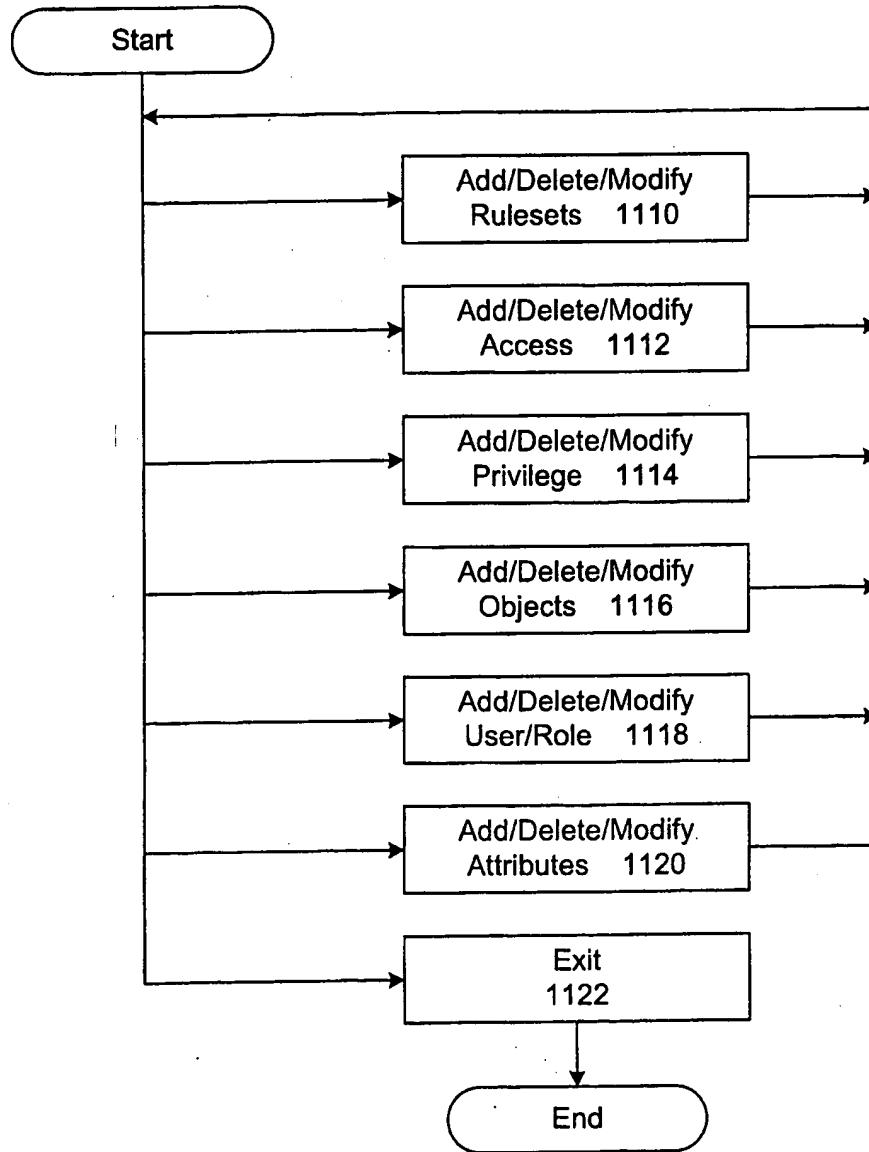 Start
Add/Delete/Modify
Rulesets 1110
Add/Delete/Modify
Access 1112
Add/Delete/Modify
Privilege 1114
Add/Delete/Modify
Objects 1116
Add/Delete/Modify
User/Role 1118
Add/Delete/Modify
Attributes 1120
Exit
1122
End